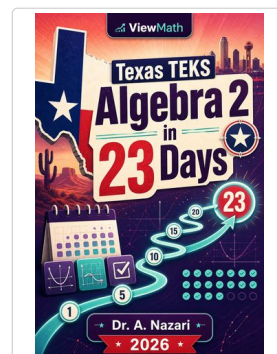 ViewMath
Texas TEKS
Algebra 2
in
23 Days
23
20
15
10
5
1
Dr. A. Nazari
2026